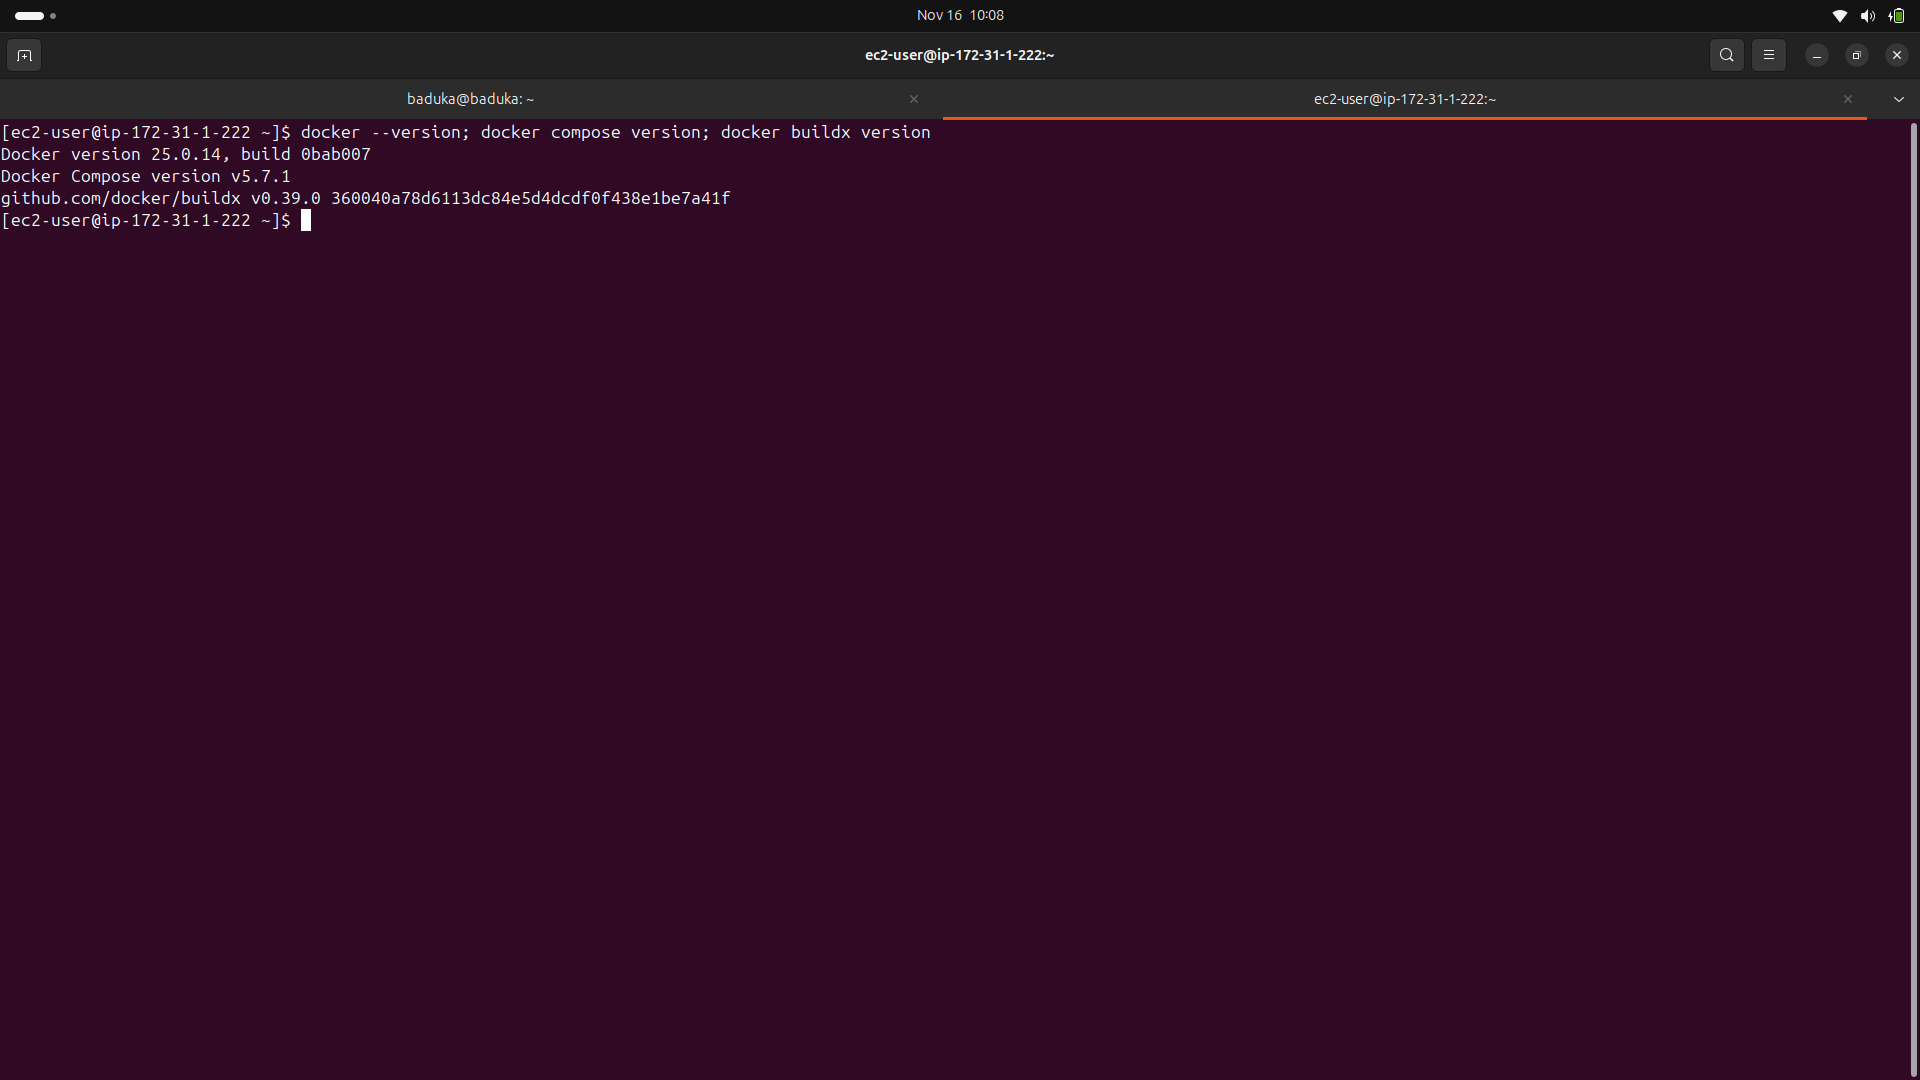 Nov 16 10:08
ec2-user@ip-172-31-1-222:~
baduka@baduka: ~
ec2-user@ip-172-31-1-222:~
[ec2-user@ip-172-31-1-222 ~]$ docker --version; docker compose version; docker buildx version
Docker version 25.0.14, build 0bab007
Docker Compose version v5.7.1
github.com/docker/buildx v0.39.0 360040a78d6113dc84e5d4dcdf0f438e1be7a41f
[ec2-user@ip-172-31-1-222 ~]$